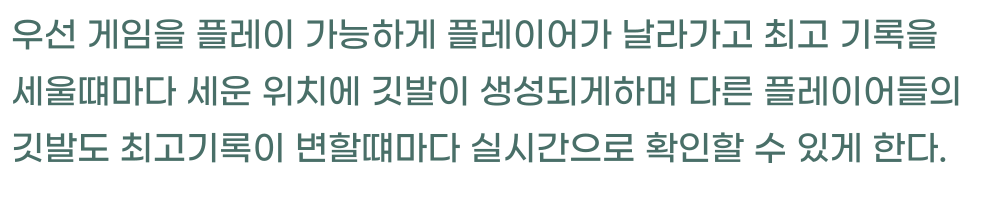 우선 게임을 플레이 가능하게 플레이어가 날라가고 최고 기록을
세울떄마다 세운 위치에 깃발이 생성되게하며 다른 플레이어들의
깃발도 최고기록이 변할떄마다 실시간으로 확인할 수 있게 한다.